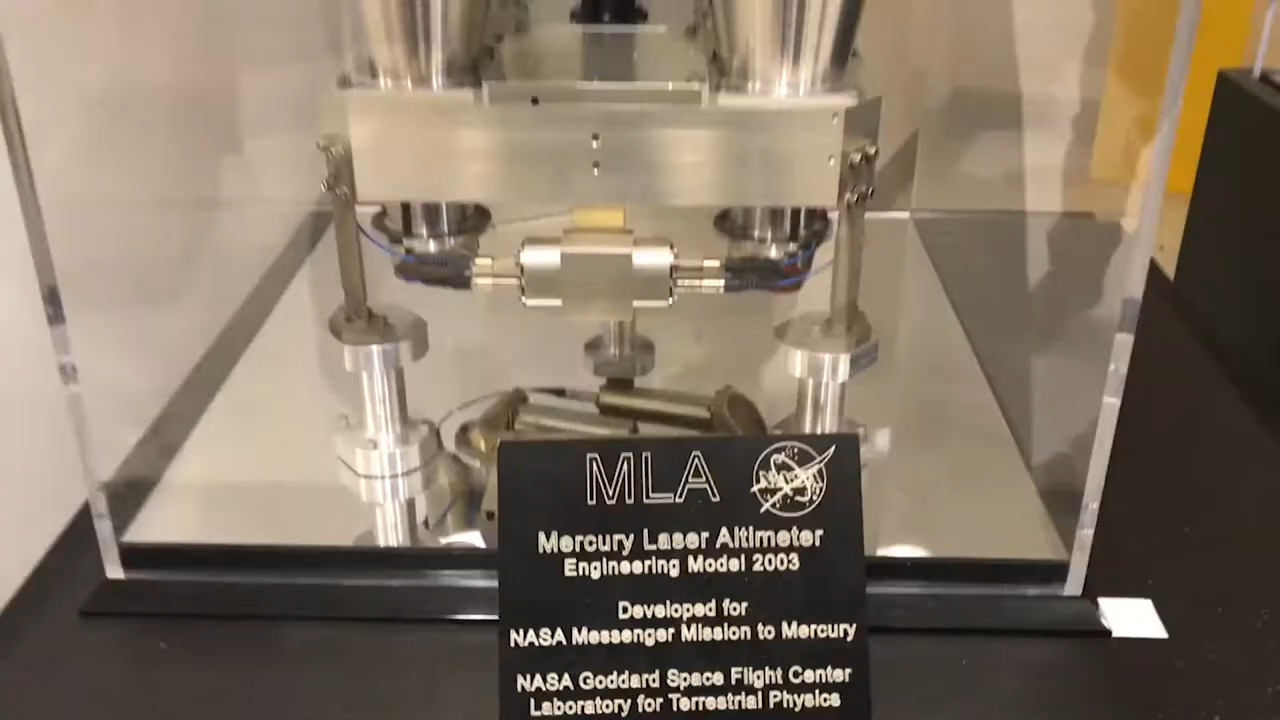 MLA
NASA
Mercury Laser Altimeter
Engineering Model 2003
Developed for
NASA Messenger Mission to Mercury
NASA Goddard Space Flight Center
Laboratory for Terrestrial Physics